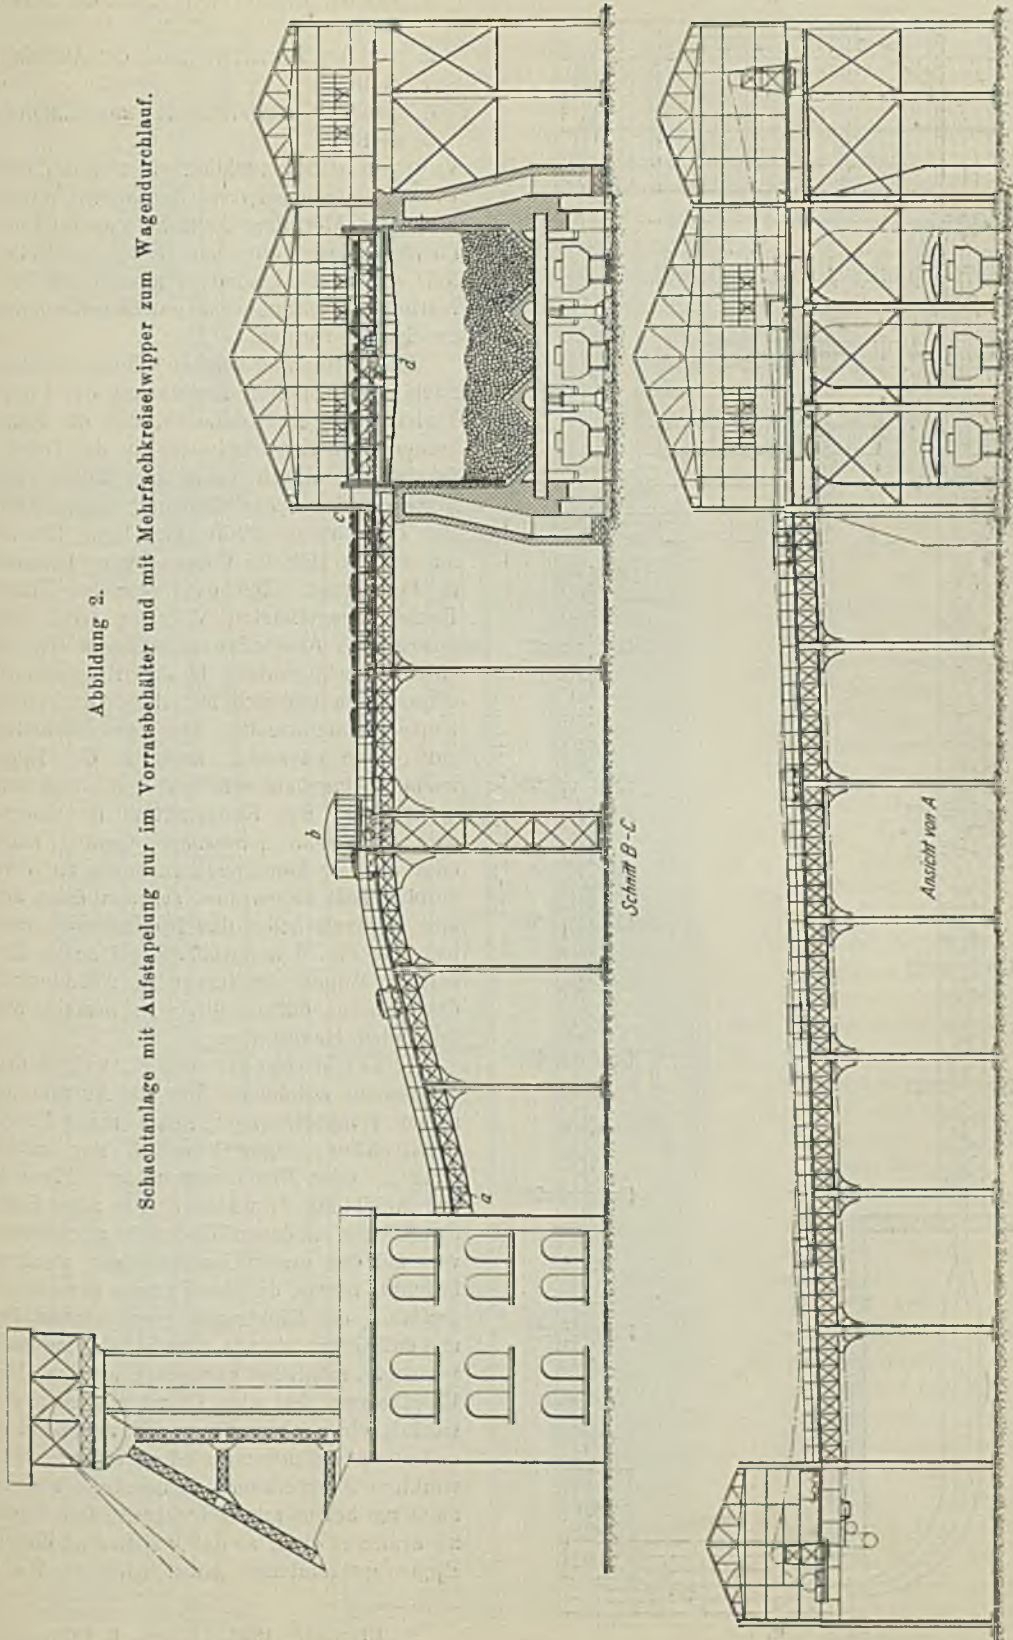 Abbildung 2.
Schachtanlage mit Aufstapelung nur im Vorratsbehälter und mit Mehrfachkreiselwipper zum Wagendurchlauf.
a
b
c
d
Schnitt B-C
Ansicht von A